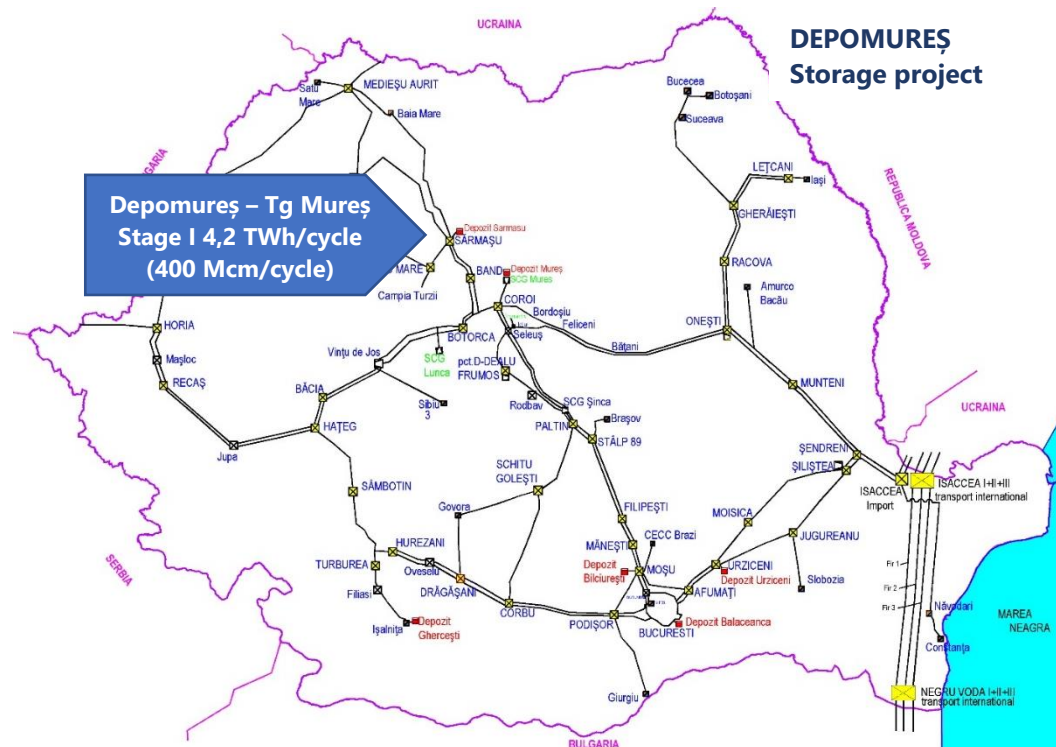 DEPOMUREȘ
Storage project
UCRAINA
Satu
Mare
MEDIEȘU AURIT
Baia Mare
Bucecea
Botoșani
Suceava
LEȚCANI
Iași
GHERĂIEȘTI
REPUBLICA MOLDOVA
Depomureș – Tg Mureș
Stage I 4,2 TWh/cycle
(400 Mcm/cycle)
Depozit Sarmasu
SĂRMAȘU
MARE
Campia Turzii
BAND
Depozit Mureș
SCG Mures
COROI
Bordoșiu
Feliceni
Bățani
RACOVA
Amurco
Bacău
ONEȘTI
HORIA
Mașloc
RECAȘ
BOTORCA
Seleuș
Vințu de Jos
SCG
Lunca
pct.D-DEALU
FRUMOS
MUNTENI
BĂCIA
Sibiu
3
Rodbav
SCG Șinca
UCRAINA
HAȚEG
PALTIN
Brașov
STÂLP 89
Jupa
ȘENDRENI
ȘILIȘTEA
SCHITU
GOLEȘTI
ISACCEA
Import
ISACCEA I+II+III
transport international
SÂMBOTIN
Govora
FILIPEȘTI
MOISICA
CECC Brazi
JUGUREANU
SERBIA
HUREZANI
MĂNEȘTI
TURBUREA
Oveselu
Depozit
Bilciurești
MOȘU
URZICENI
Depozit Urziceni
Fir 1
Fir 2
Fir 3
Filiasi
DRĂGĂȘANI
AFUMAȚI
Slobozia
CORBU
Năvodari
MAREA
NEAGRA
Ișalnița
Depozit
Ghercești
PODIȘOR
BUCURESTI
Depozit Balaceanca
Constanța
Giurgiu
NEGRU VODA I+II+III
transport international
BULGARIA